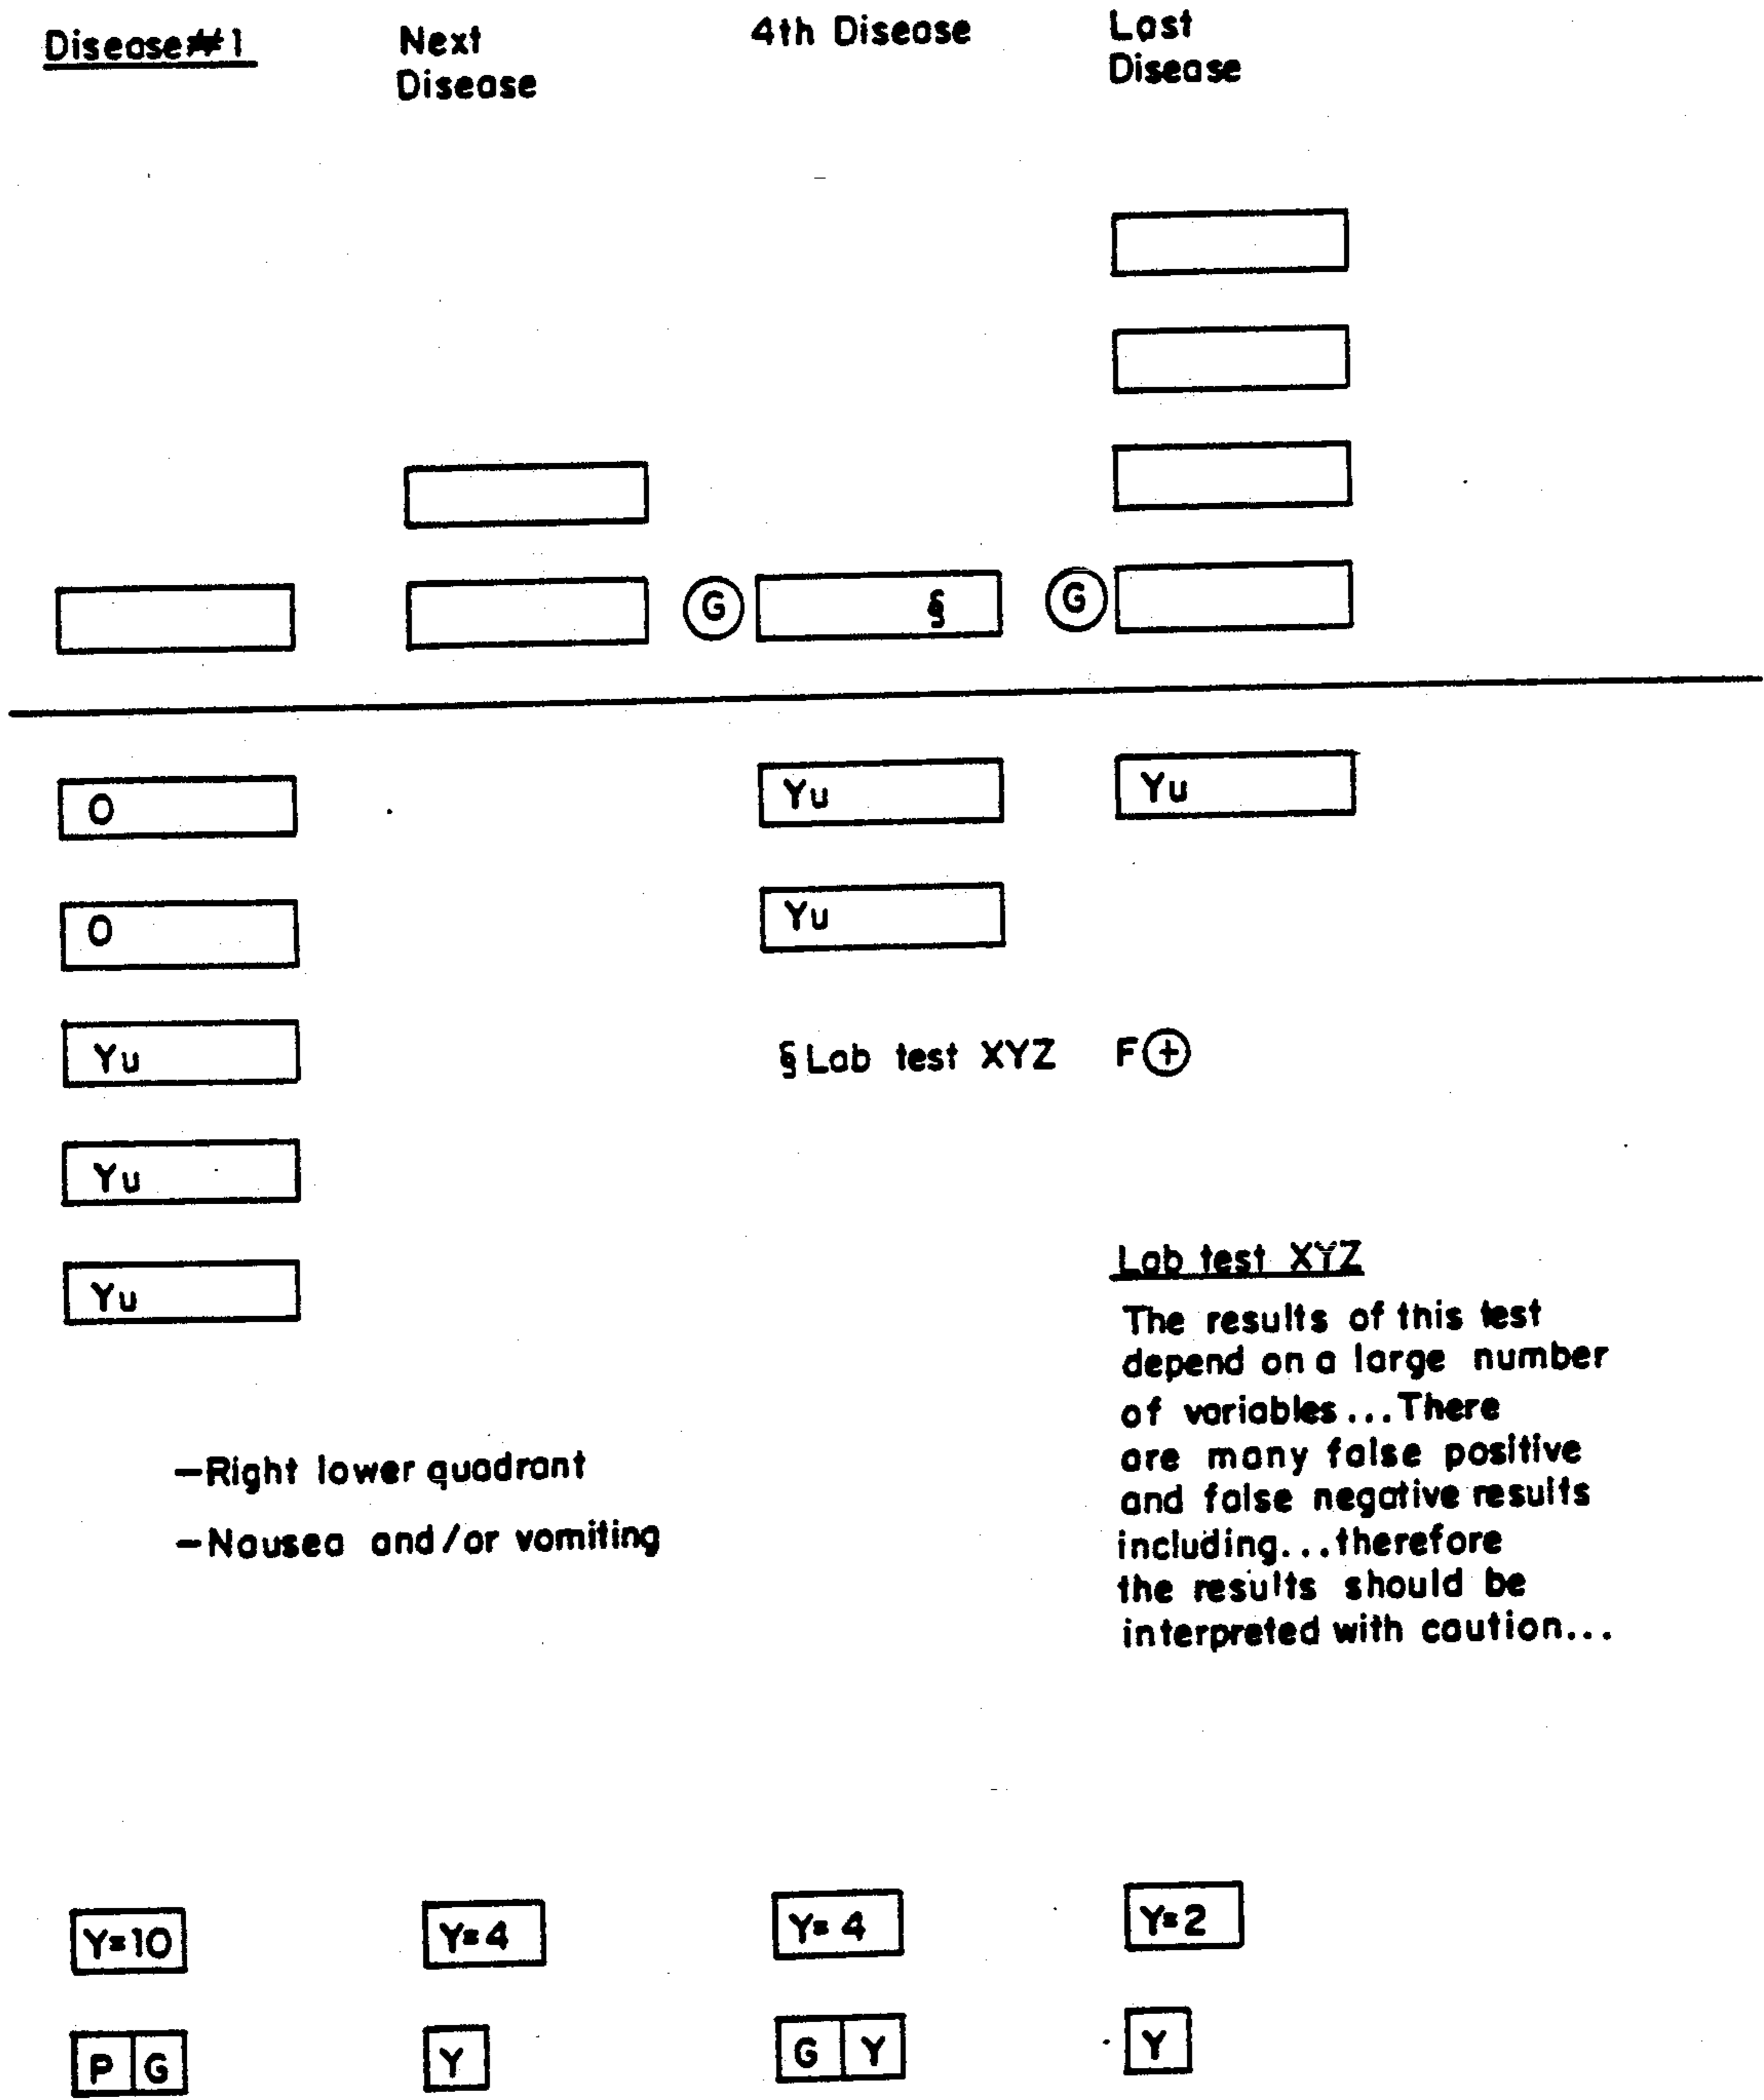 Disease#1
Next
Disease
4th Disease
Last
Disease
G
§
G
O
Yu
Yu
O
Yu
Yu
§Lab test XYZ
F+
Yu
Yu
Lab test XYZ
The results of this test
depend on a large number
of variables...There
are many false positive
and false negative results
including...therefore
the results should be
interpreted with caution...
—Right lower quadrant
—Nausea and/or vomiting
Y=10
Y=4
Y=4
Y=2
P G
Y
G Y
Y